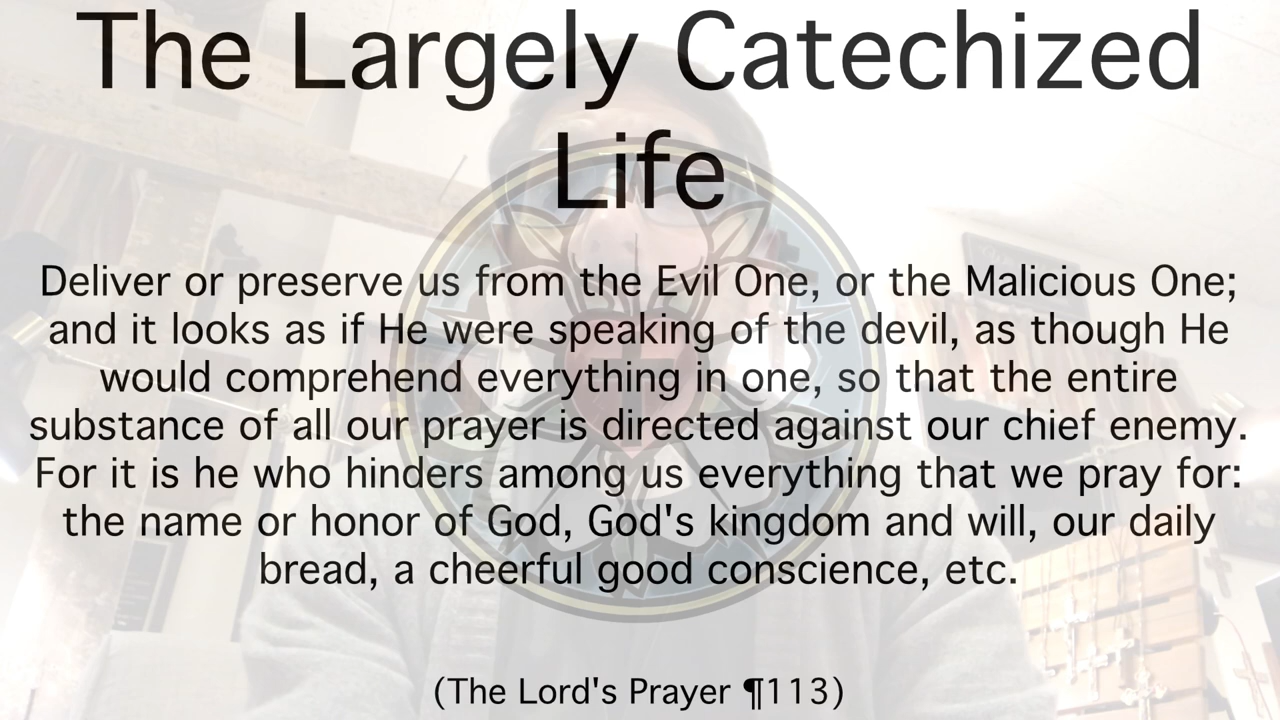 The Largely Catechized
Life
Deliver or preserve us from the Evil One, or the Malicious One;
and it looks as if He were speaking of the devil, as though He
would comprehend everything in one, so that the entire
substance of all our prayer is directed against our chief enemy.
For it is he who hinders among us everything that we pray for:
the name or honor of God, God's kingdom and will, our daily
bread, a cheerful good conscience, etc.
(The Lord's Prayer ¶113)